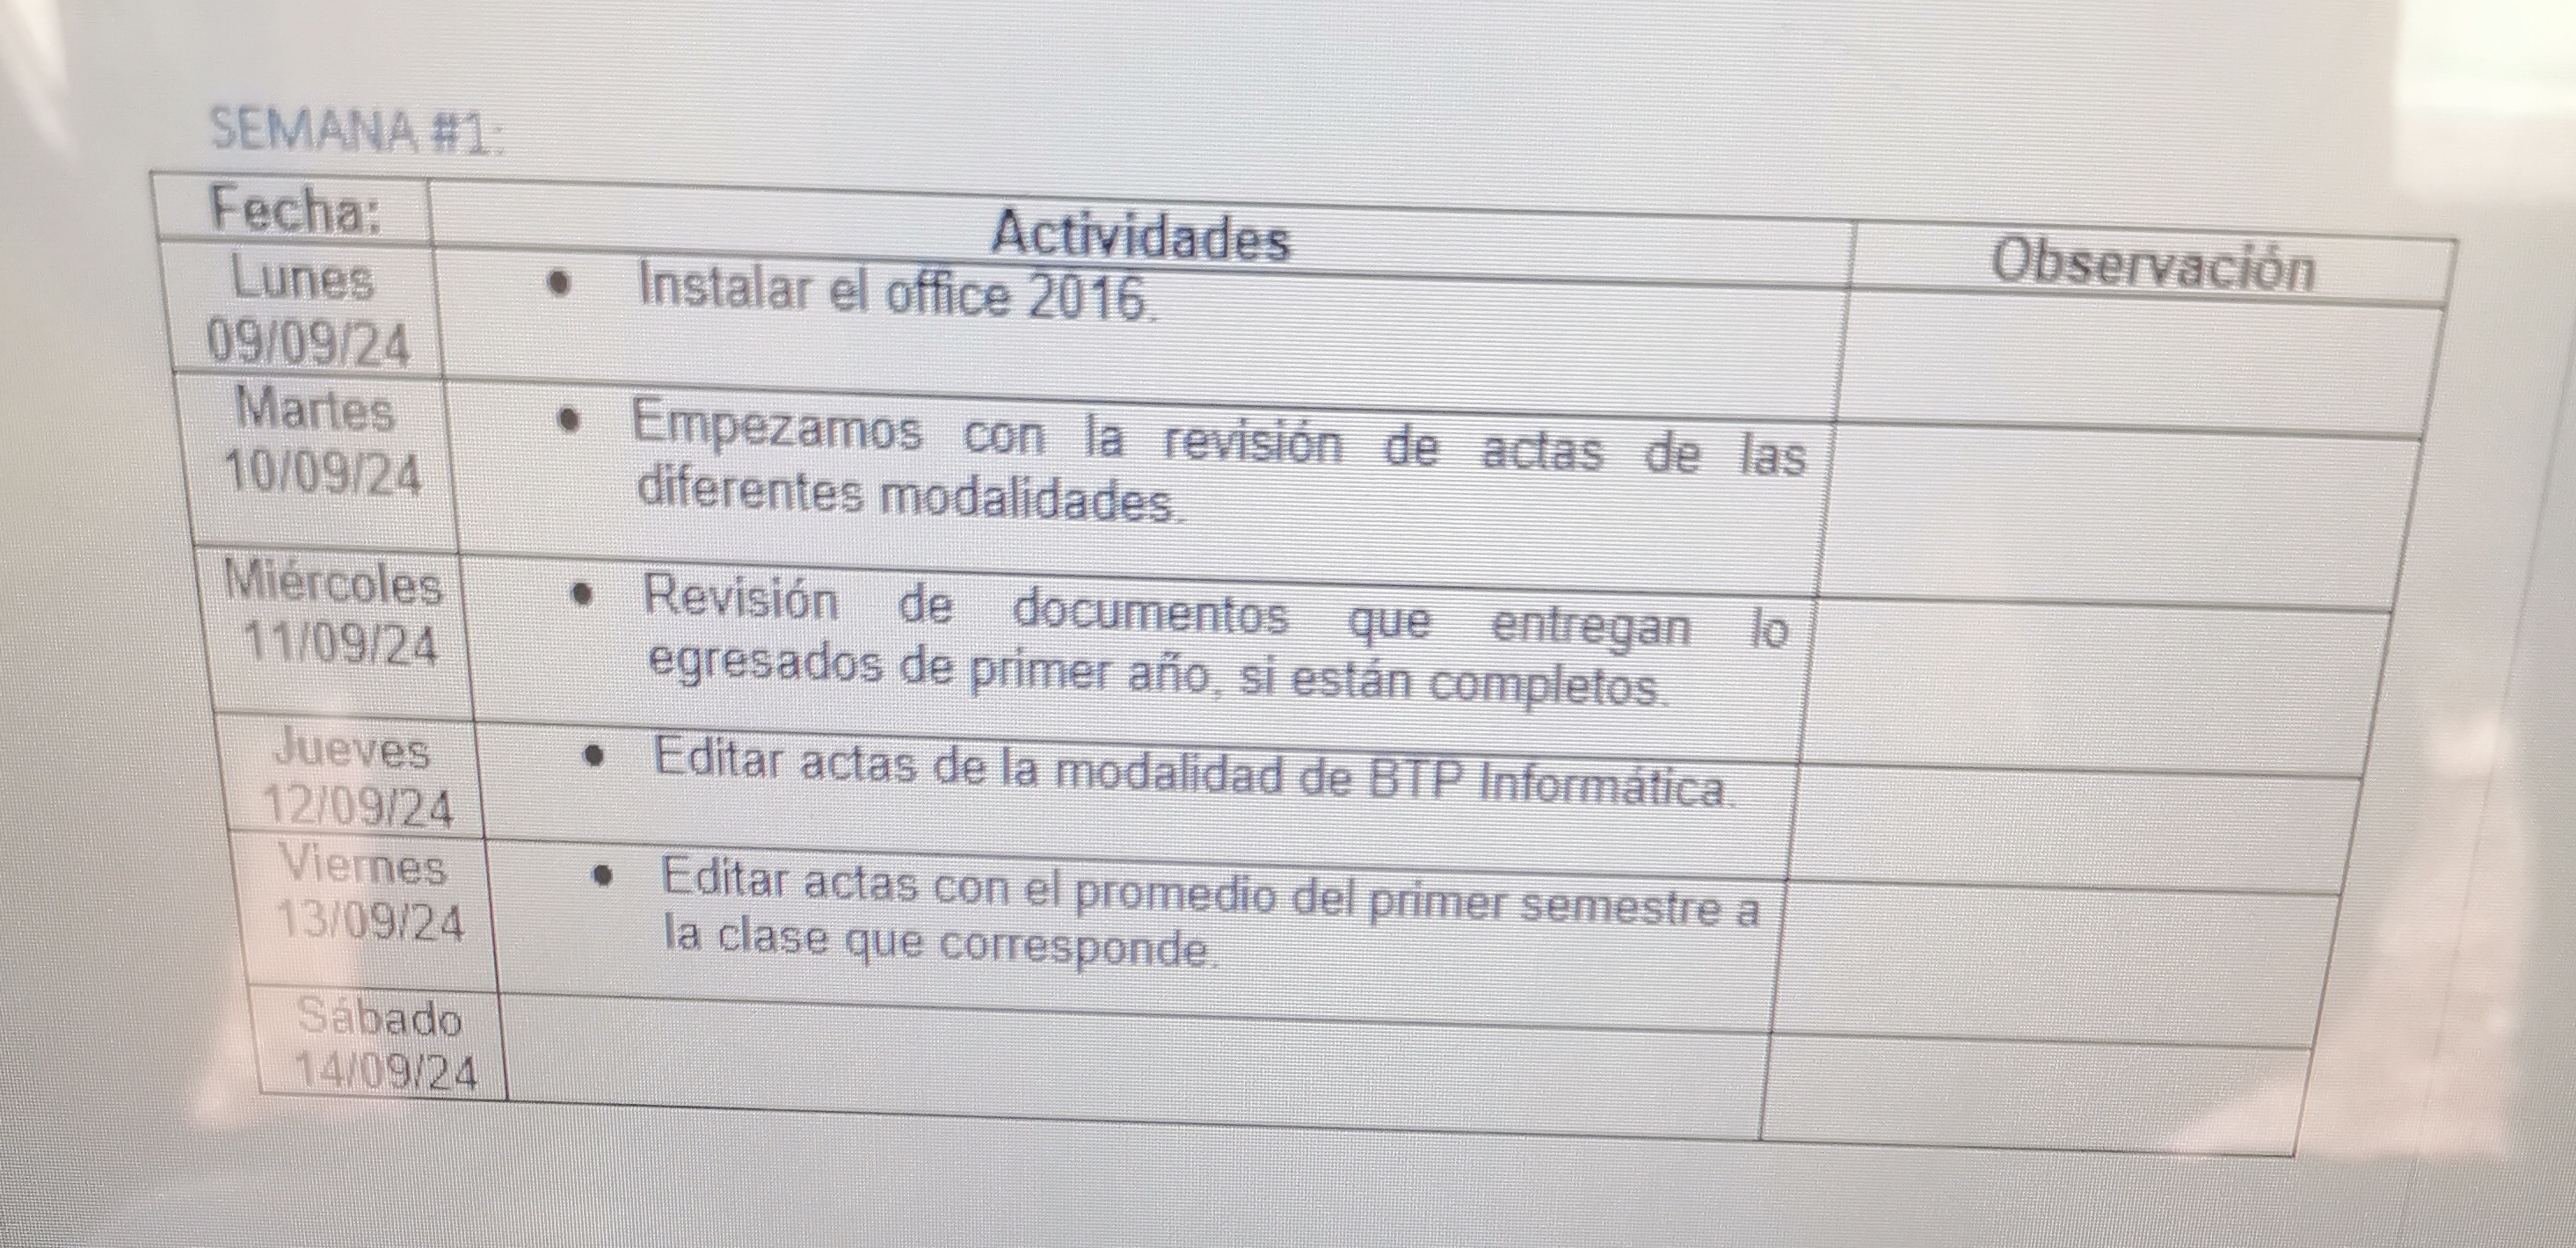 SEMANA #1:
Fecha:
Actividades
Observación
Lunes
09/09/24
• Instalar el office 2016.
Martes
10/09/24
• Empezamos con la revisión de actas de las
diferentes modalidades.
Miércoles
11/09/24
• Revisión de documentos que entregan lo
egresados de primer año, si están completos.
Jueves
12/09/24
• Editar actas de la modalidad de BTP Informática.
Viernes
13/09/24
• Editar actas con el promedio del primer semestre a
la clase que corresponde.
Sábado
14/09/24